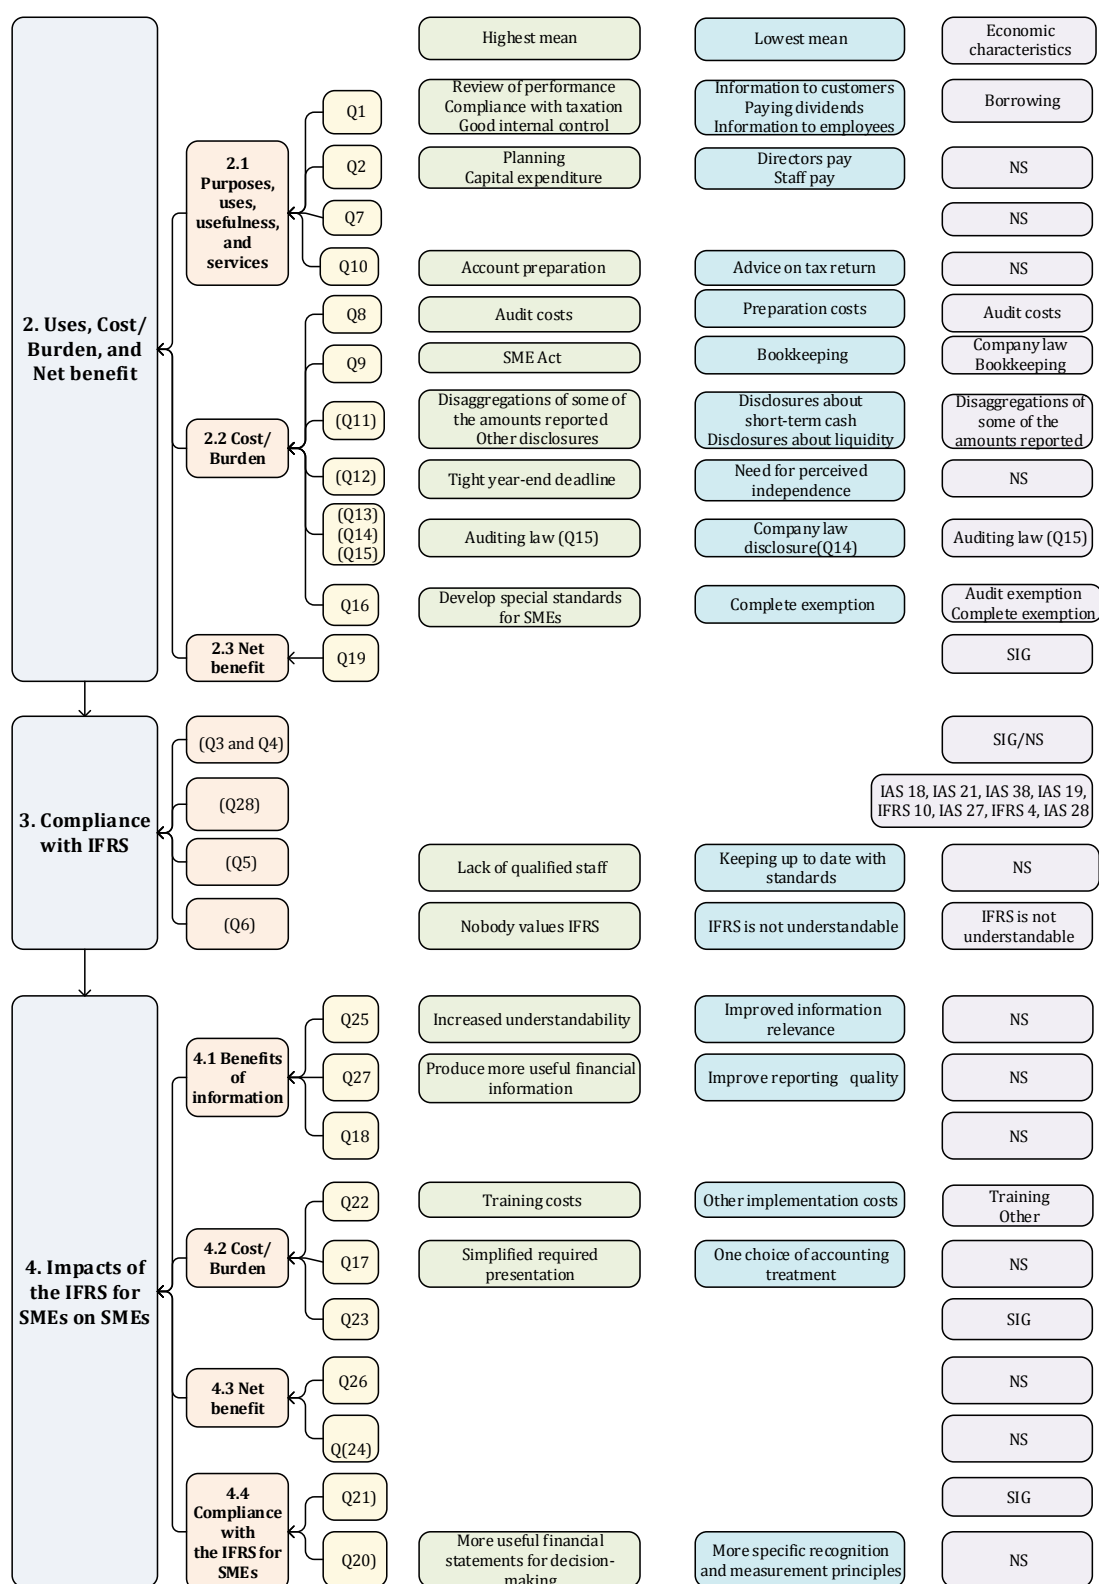 Highest mean
Lowest mean
Economic
characteristics
2. Uses, Cost/
Burden, and
Net benefit
2.1
Purposes,
uses,
usefulness,
and
services
Q1
Review of performance
Compliance with taxation
Good internal control
Information to customers
Paying dividends
Information to employees
Borrowing
Q2
Planning
Capital expenditure
Directors pay
Staff pay
NS
Q7
NS
Q10
Account preparation
Advice on tax return
NS
2.2 Cost/
Burden
Q8
Audit costs
Preparation costs
Audit costs
Q9
SME Act
Bookkeeping
Company law
Bookkeeping
(Q11)
Disaggregations of some of
the amounts reported
Other disclosures
Disclosures about
short-term cash
Disclosures about liquidity
Disaggregations of
some of the
amounts reported
(Q12)
Tight year-end deadline
Need for perceived
independence
NS
(Q13)
(Q14)
(Q15)
Auditing law (Q15)
Company law
disclosure(Q14)
Auditing law (Q15)
Q16
Develop special standards
for SMEs
Complete exemption
Audit exemption
Complete exemption
2.3 Net
benefit
Q19
SIG
3. Compliance
with IFRS
(Q3 and Q4)
SIG/NS
(Q28)
IAS 18, IAS 21, IAS 38, IAS 19,
IFRS 10, IAS 27, IFRS 4, IAS 28
(Q5)
Lack of qualified staff
Keeping up to date with
standards
NS
(Q6)
Nobody values IFRS
IFRS is not understandable
IFRS is not
understandable
4. Impacts of
the IFRS for
SMEs on SMEs
4.1 Benefits
of
information
Q25
Increased understandability
Improved information
relevance
NS
Q27
Produce more useful financial
information
Improve reporting quality
NS
Q18
NS
4.2 Cost/
Burden
Q22
Training costs
Other implementation costs
Training
Other
Q17
Simplified required
presentation
One choice of accounting
treatment
NS
Q23
SIG
4.3 Net
benefit
Q26
NS
Q(24)
NS
4.4
Compliance
with
the IFRS for
SMEs
Q21)
SIG
Q20)
More useful financial
statements for decision-
making
More specific recognition
and measurement principles
NS